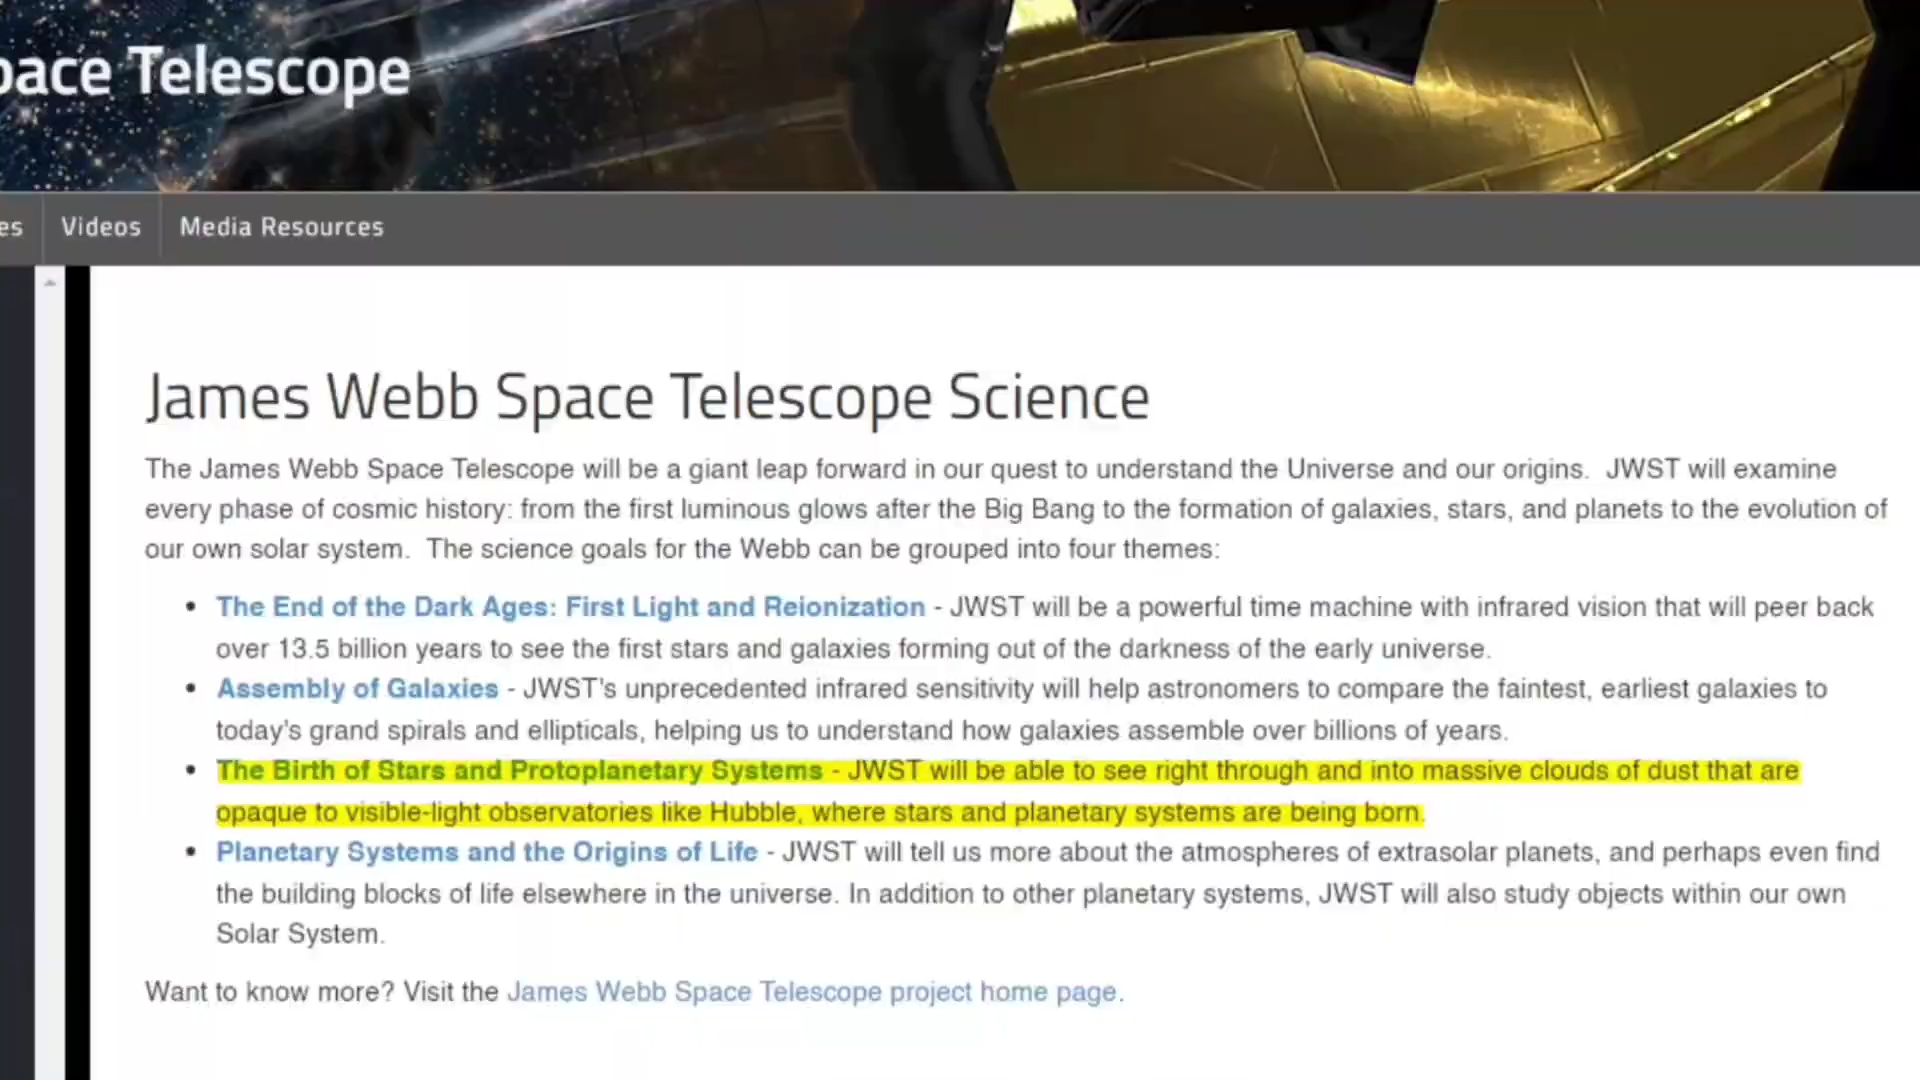 pace Telescope
es Videos Media Resources
James Webb Space Telescope Science
The James Webb Space Telescope will be a giant leap forward in our quest to understand the Universe and our origins. JWST will examine
every phase of cosmic history: from the first luminous glows after the Big Bang to the formation of galaxies, stars, and planets to the evolution of
our own solar system. The science goals for the Webb can be grouped into four themes:
• The End of the Dark Ages: First Light and Reionization - JWST will be a powerful time machine with infrared vision that will peer back
over 13.5 billion years to see the first stars and galaxies forming out of the darkness of the early universe.
• Assembly of Galaxies - JWST's unprecedented infrared sensitivity will help astronomers to compare the faintest, earliest galaxies to
today's grand spirals and ellipticals, helping us to understand how galaxies assemble over billions of years.
• The Birth of Stars and Protoplanetary Systems - JWST will be able to see right through and into massive clouds of dust that are
opaque to visible-light observatories like Hubble, where stars and planetary systems are being born.
• Planetary Systems and the Origins of Life - JWST will tell us more about the atmospheres of extrasolar planets, and perhaps even find
the building blocks of life elsewhere in the universe. In addition to other planetary systems, JWST will also study objects within our own
Solar System.
Want to know more? Visit the James Webb Space Telescope project home page.